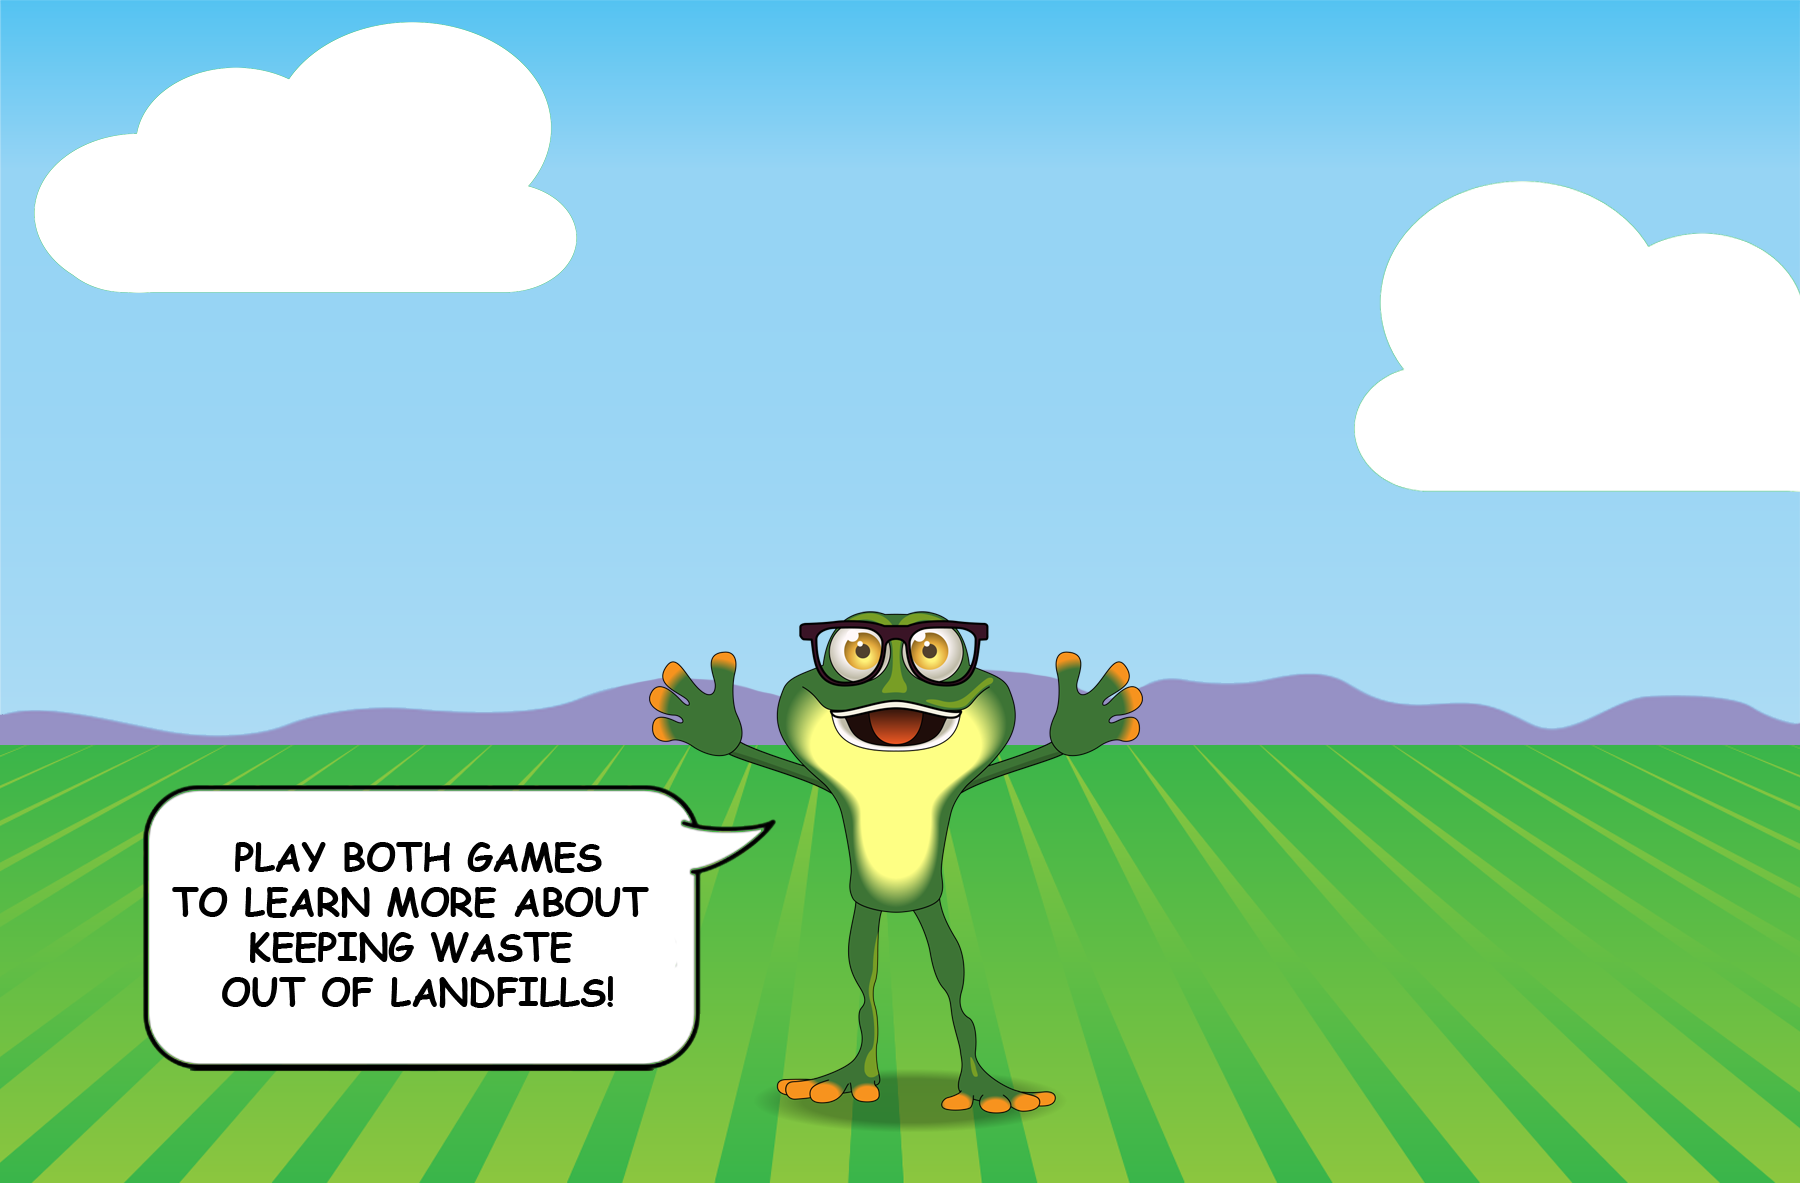 PLAY BOTH GAMES
TO LEARN MORE ABOUT
KEEPING WASTE
OUT OF LANDFILLS!